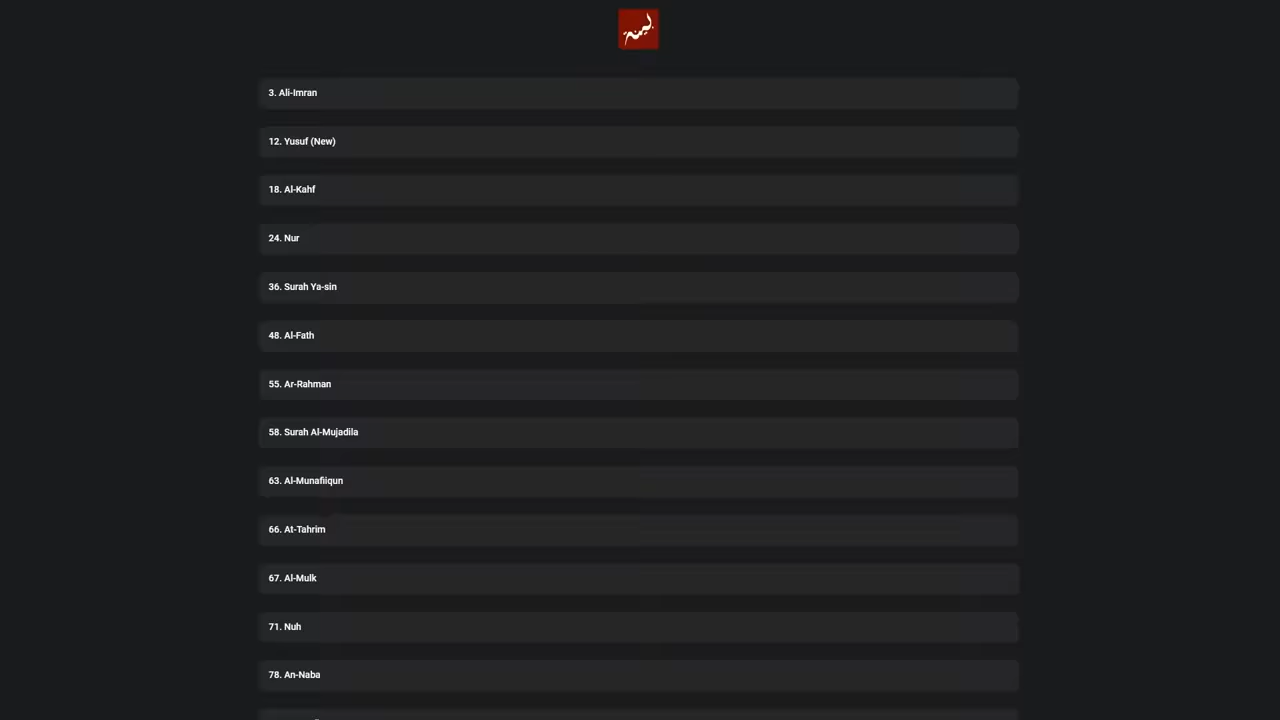 3. Ali-Imran
12. Yusuf (New)
18. Al-Kahf
24. Nur
36. Surah Ya-sin
48. Al-Fath
55. Ar-Rahman
58. Surah Al-Mujadila
63. Al-Munafiiqun
66. At-Tahrim
67. Al-Mulk
71. Nuh
78. An-Naba